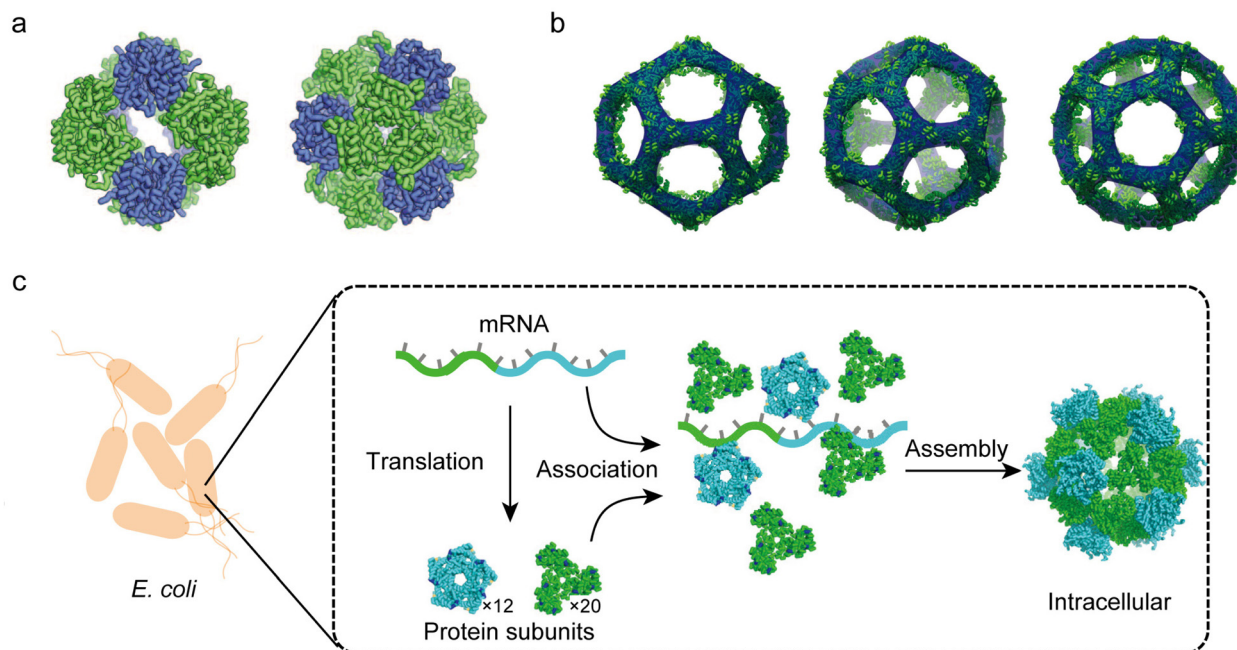 a
b
c
mRNA
Translation
Association
Assembly
×12
×20
Protein subunits
E. coli
Intracellular